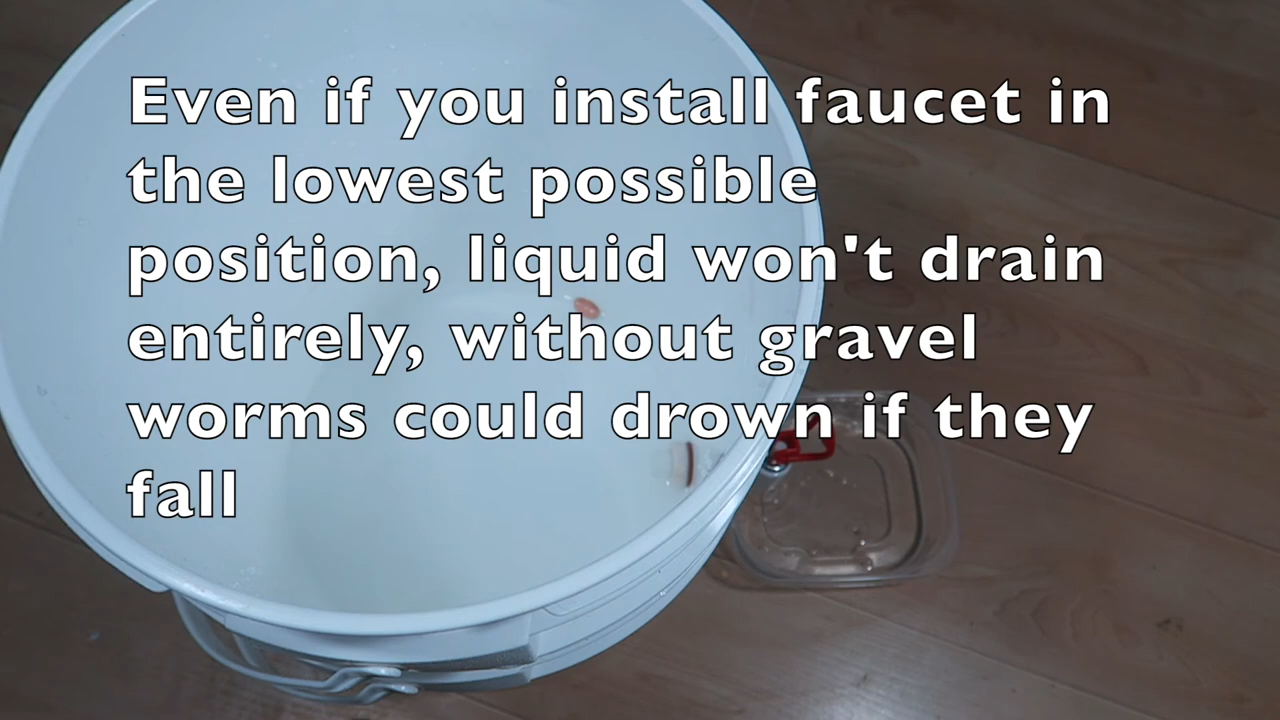 Even if you install faucet in
the lowest possible
position, liquid won't drain
entirely, without gravel
worms could drown if they
fall